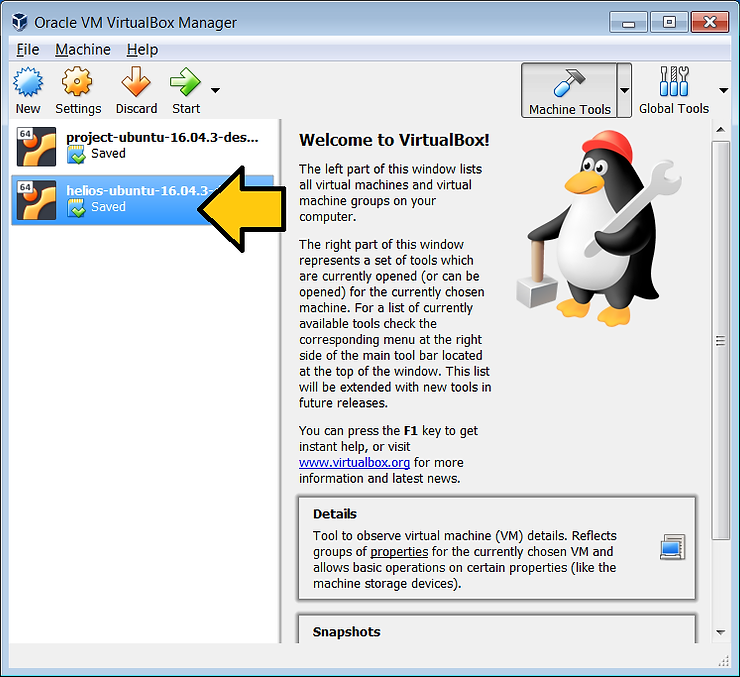 Oracle VM VirtualBox Manager
File Machine Help
New Settings Discard Start Machine Tools Global Tools
64 project-ubuntu-16.04.3-des...
Saved
64 helios-ubuntu-16.04.3-
Saved
Welcome to VirtualBox!
The left part of this window lists
all virtual machines and virtual
machine groups on your
computer.
The right part of this window
represents a set of tools which
are currently opened (or can be
opened) for the currently chosen
machine. For a list of currently
available tools check the
corresponding menu at the right
side of the main tool bar located
at the top of the window. This list
will be extended with new tools in
future releases.
You can press the F1 key to get
instant help, or visit
www.virtualbox.org for more
information and latest news.
Details
Tool to observe virtual machine (VM) details. Reflects
groups of properties for the currently chosen VM and
allows basic operations on certain properties (like the
machine storage devices).
Snapshots